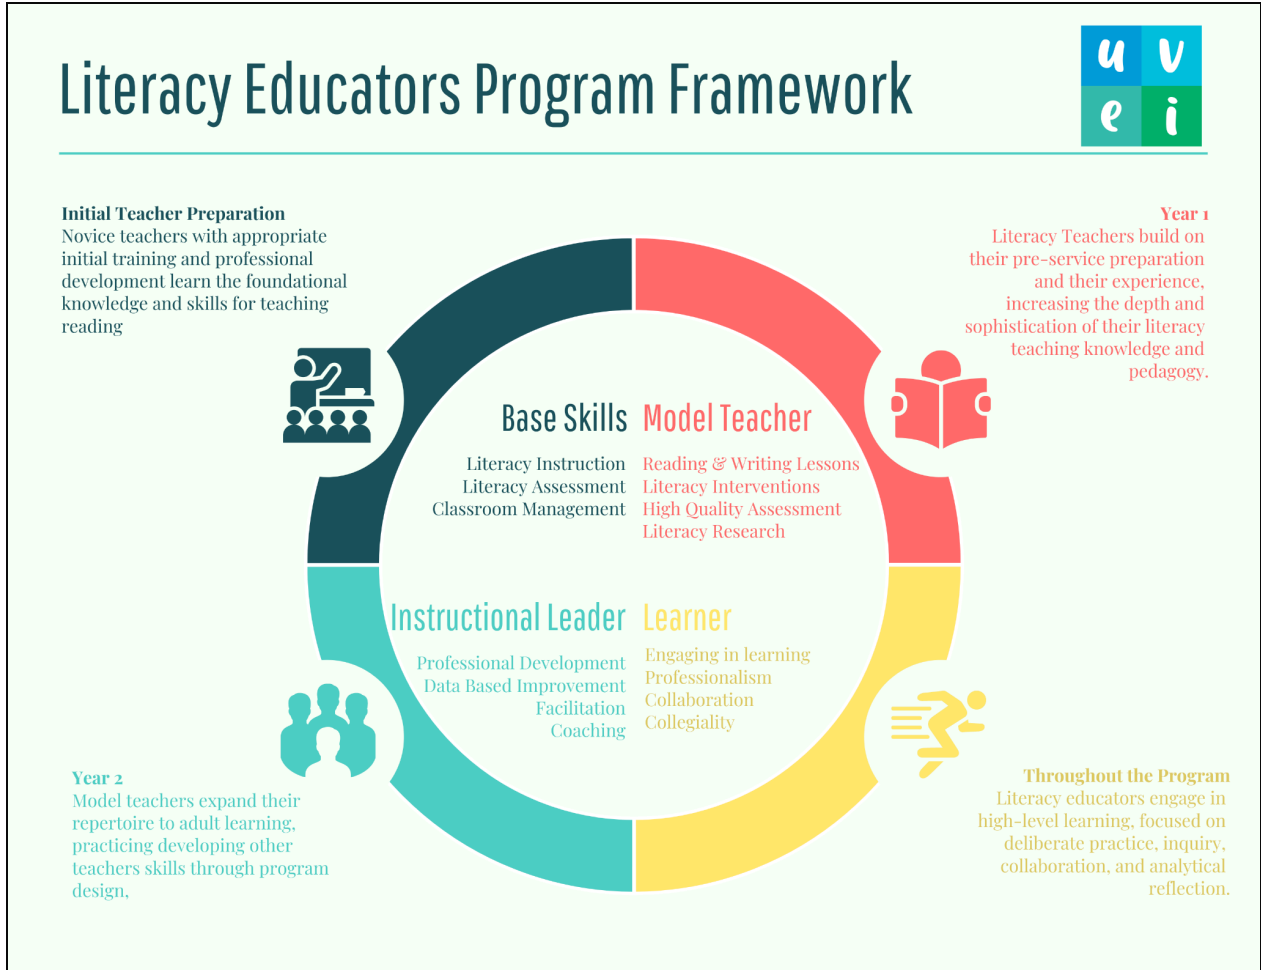 Literacy Educators Program Framework
u v
e i
Initial Teacher Preparation
Novice teachers with appropriate
initial training and professional
development learn the foundational
knowledge and skills for teaching
reading
Year 1
Literacy Teachers build on
their pre-service preparation
and their experience,
increasing the depth and
sophistication of their literacy
teaching knowledge and
pedagogy.
Base Skills
Literacy Instruction
Literacy Assessment
Classroom Management
Model Teacher
Reading & Writing Lessons
Literacy Interventions
High Quality Assessment
Literacy Research
Instructional Leader
Professional Development
Data Based Improvement
Facilitation
Coaching
Learner
Engaging in learning
Professionalism
Collaboration
Collegiality
Year 2
Model teachers expand their
repertoire to adult learning,
practicing developing other
teachers skills through program
design,
Throughout the Program
Literacy educators engage in
high-level learning, focused on
deliberate practice, inquiry,
collaboration, and analytical
reflection.